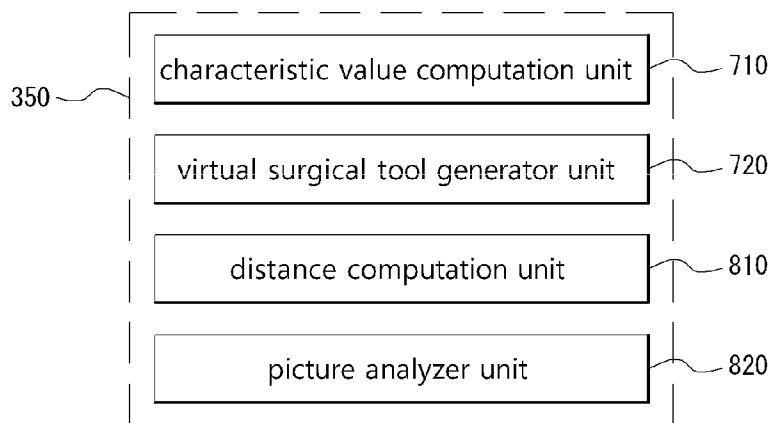 characteristic value computation unit 710
350
virtual surgical tool generator unit 720
distance computation unit 810
picture analyzer unit 820